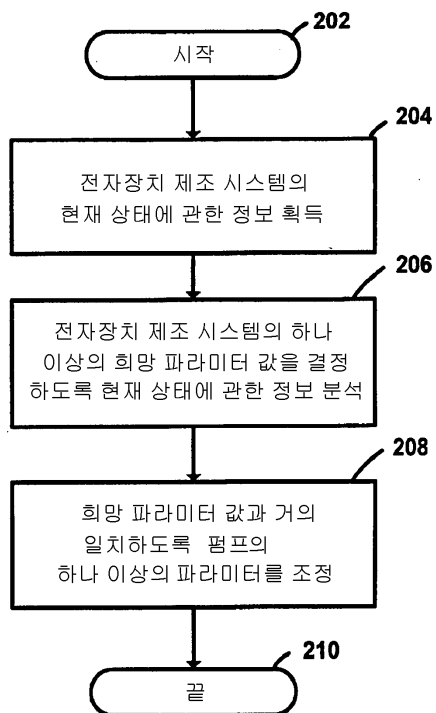 202
시작
204
전자장치 제조 시스템의
현재 상태에 관한 정보 획득
206
전자장치 제조 시스템의 하나
이상의 희망 파라미터 값을 결정
하도록 현재 상태에 관한 정보 분석
208
희망 파라미터 값과 거의
일치하도록 펌프의
하나 이상의 파라미터를 조정
210
끝